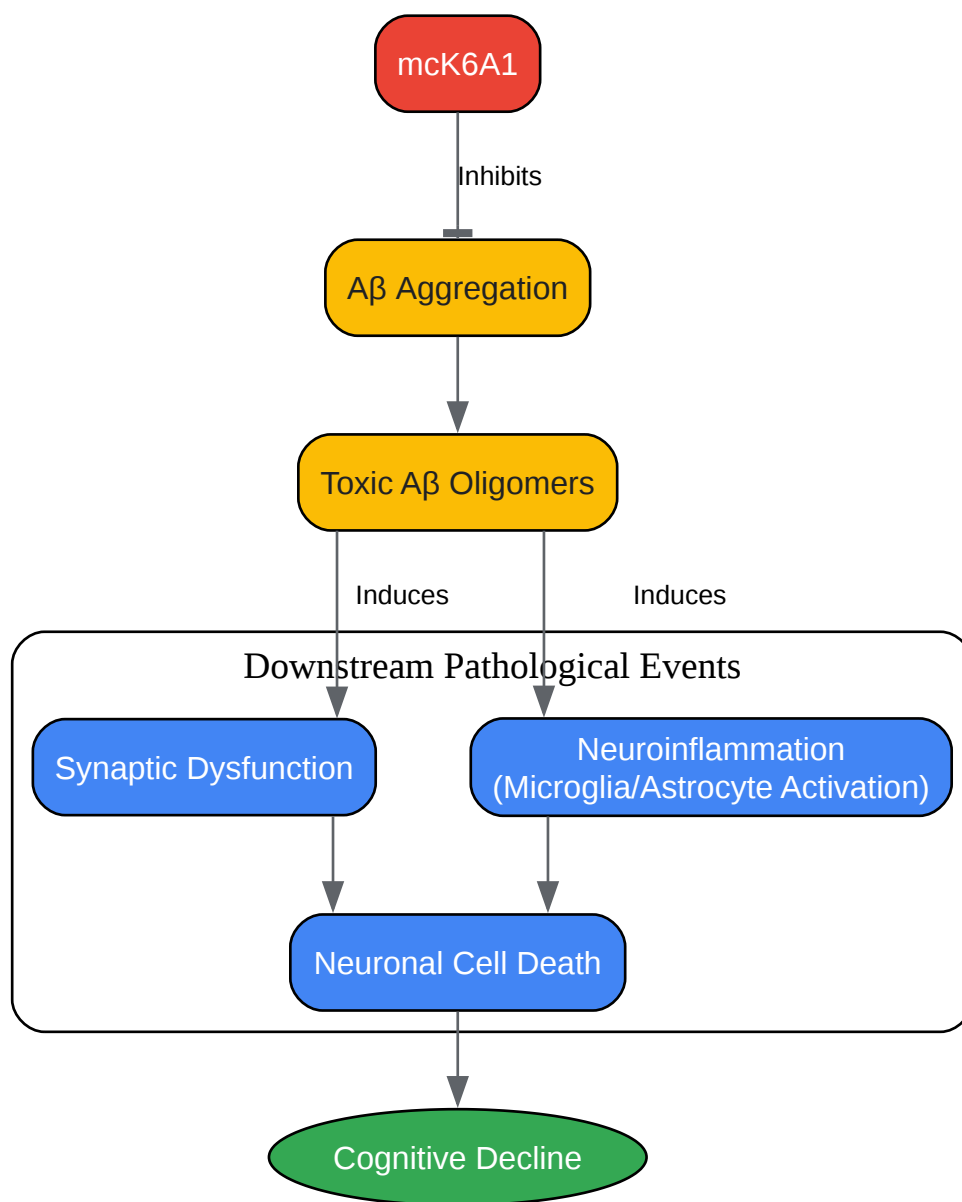 mcK6A1
Inhibits
Aβ Aggregation
Toxic Aβ Oligomers
Induces
Induces
Downstream Pathological Events
Synaptic Dysfunction
Neuroinflammation
(Microglia/Astrocyte Activation)
Neuronal Cell Death
Cognitive Decline